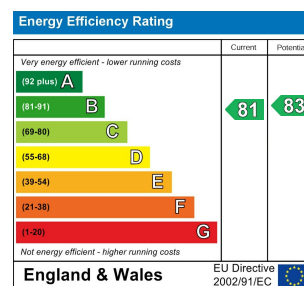 Energy Efficiency Rating
Current Potentia
Very energy efficient - lower running costs
(92 plus) A
(81-91) B
81 83
(69-80) C
(55-68) D
(39-54) E
(21-38) F
(1-20) G
Not energy efficient - higher running costs
England & Wales
EU Directive
2002/91/EC